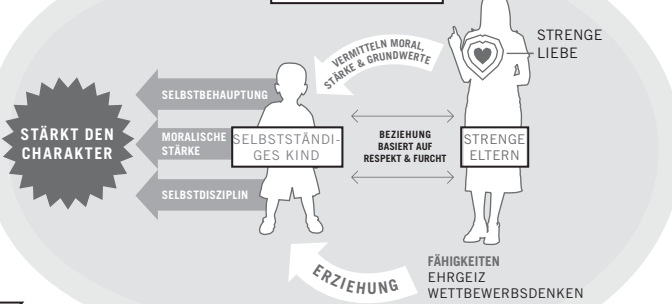 STRENGE
LIEBE
VERMITTELN MORAL,
STÄRKE & GRUNDWERTE
SELBSTBEHAUPTUNG
STÄRKT DEN
CHARAKTER
MORALISCHE
STÄRKE
SELBSTSTÄNDI-
GES KIND
BEZIEHUNG
BASIERT AUF
RESPEKT & FURCHT
STRENGE
ELTERN
SELBSTDISZIPLIN
ERZIEHUNG
FÄHIGKEITEN
EHRGEIZ
WETTBEWERBSDENKEN